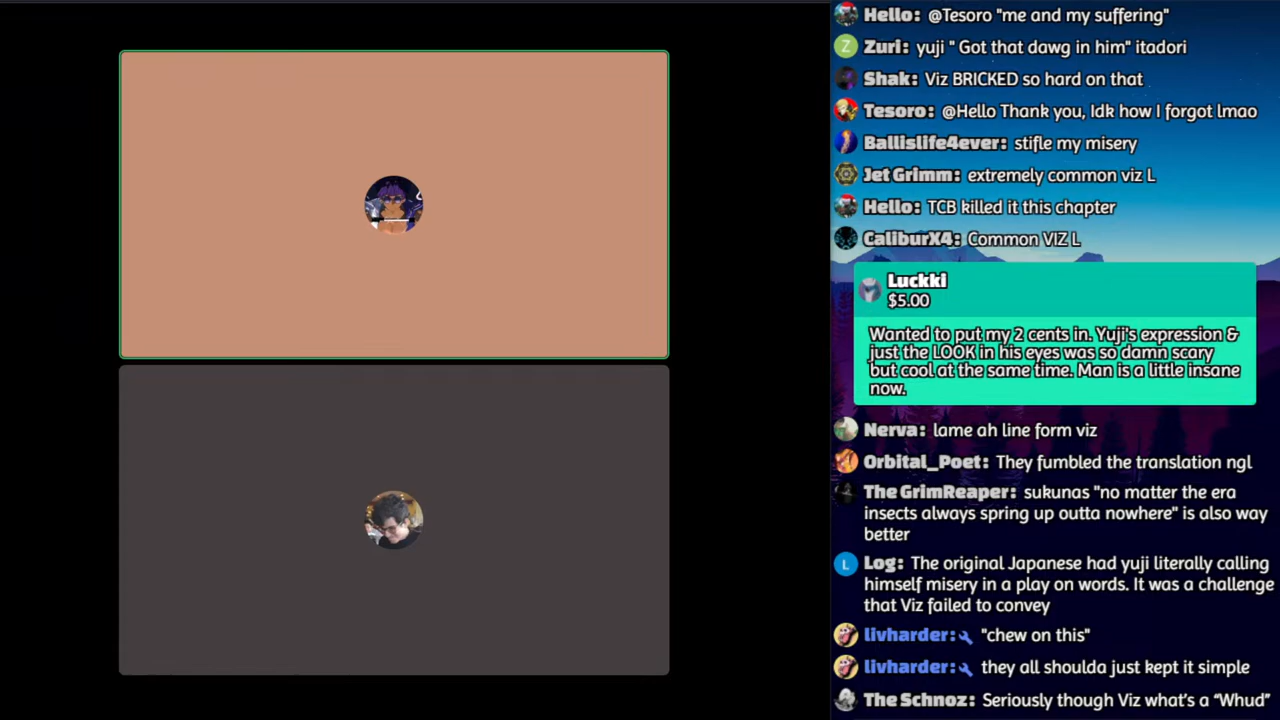 Hello: @Tesoro "me and my suffering"
Z Zuri: yuji " Got that dawg in him" itadori
Shak: Viz BRICKED so hard on that
Tesoro: @Hello Thank you, Idk how I forgot lmao
Ballislife4ever: stifle my misery
Jet Grimm: extremely common viz L
Hello: TCB killed it this chapter
CaliburX4: Common VIZ L
Luckki
$5.00
Wanted to put my 2 cents in. Yuji's expression &
just the LOOK in his eyes was so damn scary
but cool at the same time. Man is a little insane
now.
Nerva: lame ah line form viz
Orbital_Poet: They fumbled the translation ngl
The GrimReaper: sukunas "no matter the era
insects always spring up outta nowhere" is also way
better
L Log: The original Japanese had yuji literally calling
himself misery in a play on words. It was a challenge
that Viz failed to convey
livharder: "chew on this"
livharder: they all shoulda just kept it simple
The Schnoz: Seriously though Viz what's a “Whud”